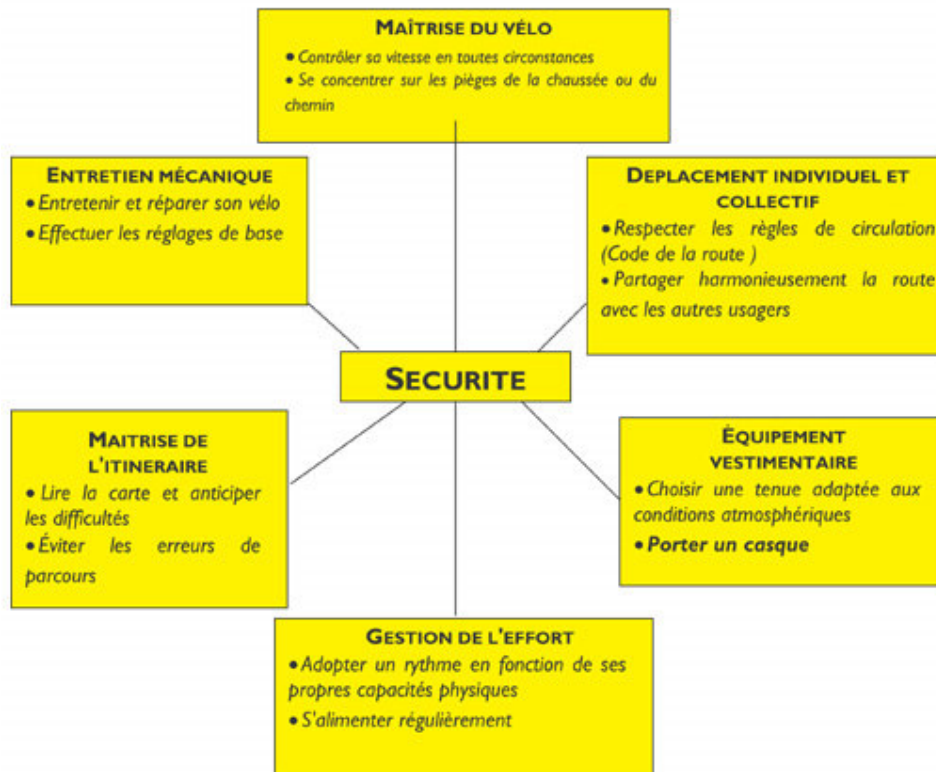 MAÎTRISE DU VÉLO
• Contrôler sa vitesse en toutes circonstances
• Se concentrer sur les pièges de la chaussée ou du
chemin
ENTRETIEN MÉCANIQUE
• Entretenir et réparer son vélo
• Effectuer les réglages de base
DEPLACEMENT INDIVIDUEL ET
COLLECTIF
• Respecter les règles de circulation
(Code de la route )
• Partager harmonieusement la route
avec les autres usagers
SECURITE
MAITRISE DE
L'ITINERAIRE
• Lire la carte et anticiper
les difficultés
• Éviter les erreurs de
parcours
ÉQUIPEMENT
VESTIMENTAIRE
• Choisir une tenue adaptée aux
conditions atmosphériques
• Porter un casque
GESTION DE L'EFFORT
• Adopter un rythme en fonction de ses
propres capacités physiques
• S'alimenter régulièrement